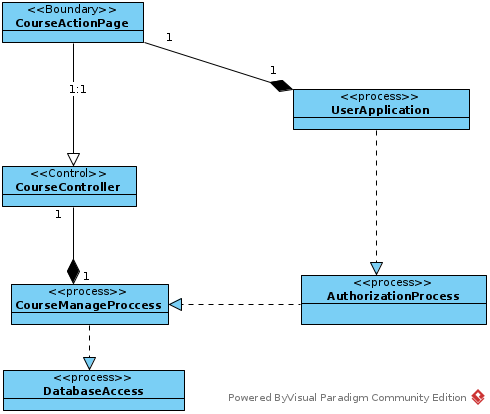 <<Boundary>>
CourseActionPage
1
1
1:1
<<process>>
UserApplication
<<Control>>
CourseController
1
1
<<process>>
CourseManageProccess
<<process>>
AuthorizationProcess
<<process>>
DatabaseAccess
Powered ByVisual Paradigm Community Edition